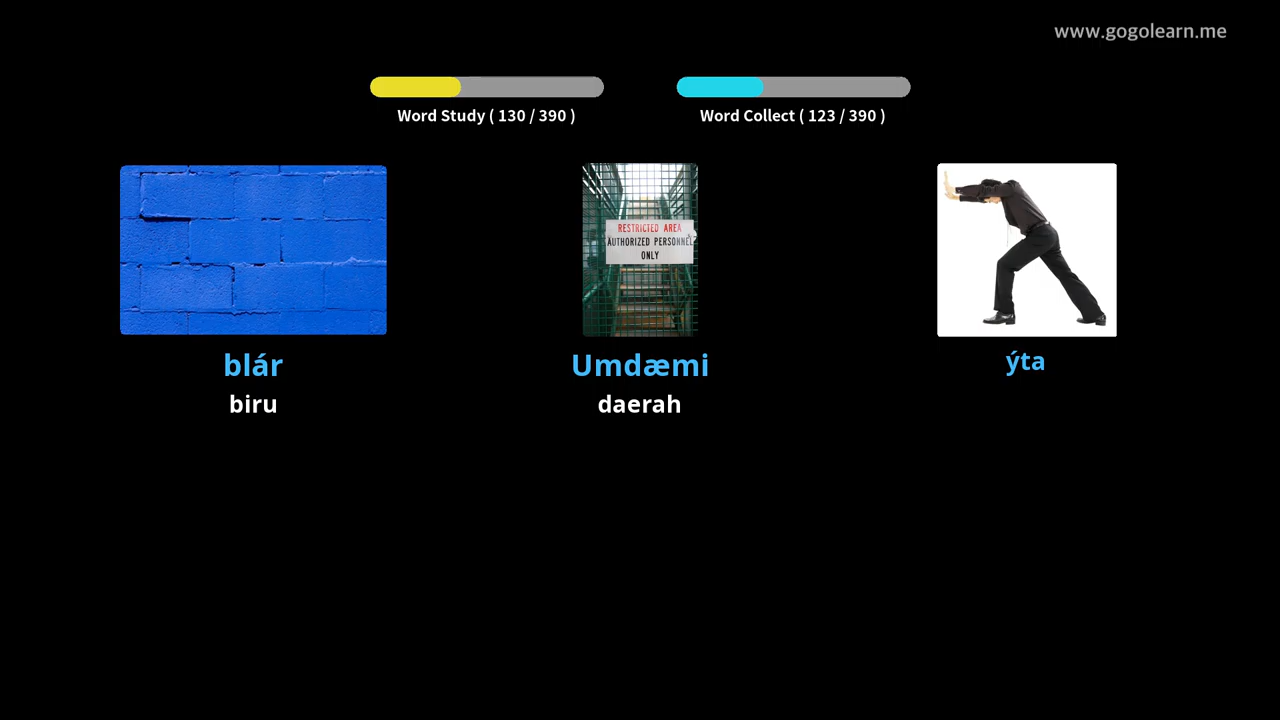 www.gogolearn.me
Word Study ( 130 / 390 )
Word Collect ( 123 / 390 )
RESTRICTED AREA
AUTHORIZED PERSONNEL
ONLY
blár
Umdæmi
ýta
biru
daerah